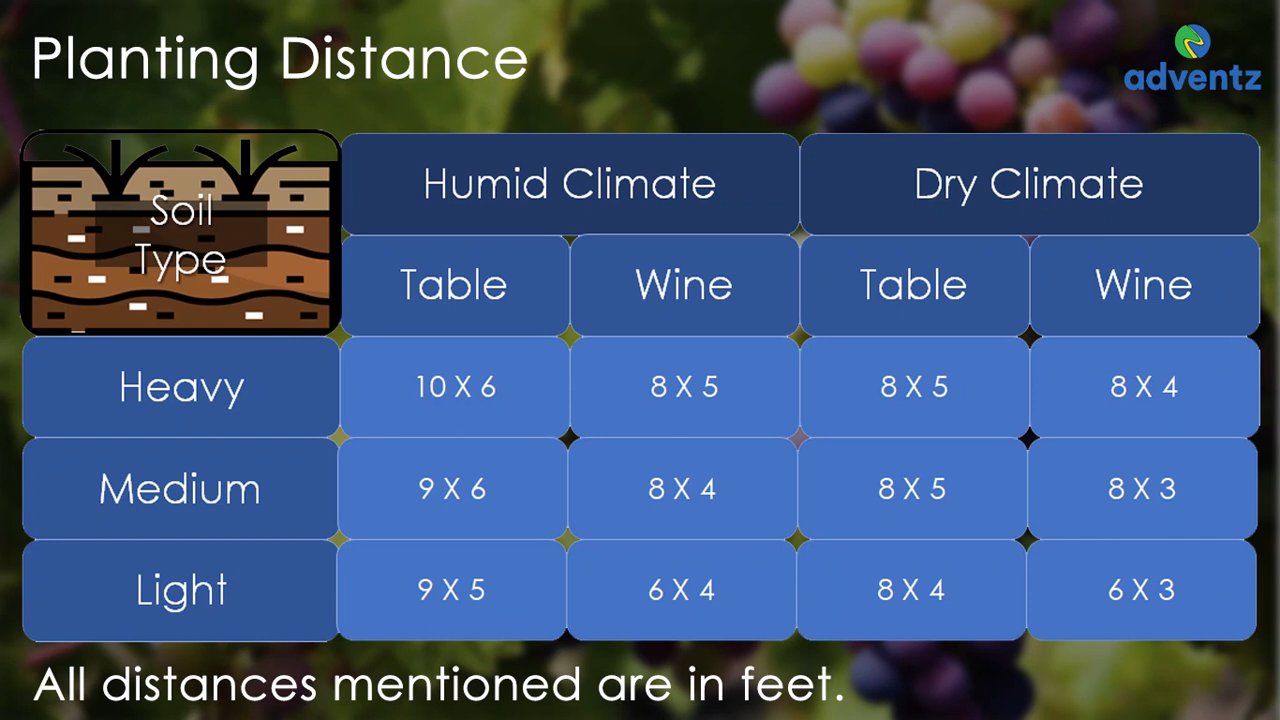 Planting Distance
adventz
Soil
Type
Humid Climate
Dry Climate
Table
Wine
Table
Wine
Heavy
10 X 6
8 X 5
8 X 5
8 X 4
Medium
9 X 6
8 X 4
8 X 5
8 X 3
Light
9 X 5
6 X 4
8 X 4
6 X 3
All distances mentioned are in feet.